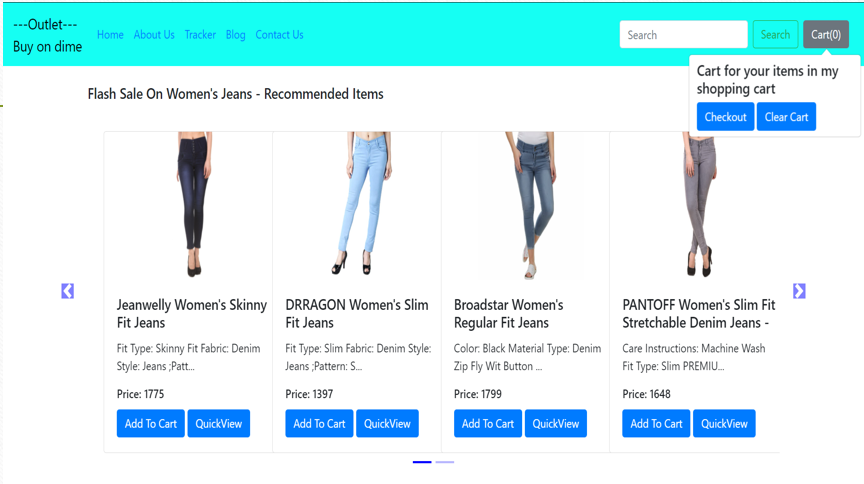 ---Outlet---
Buy on dime
Home About Us Tracker Blog Contact Us
Search
Search
Cart(0)
Cart for your items in my
shopping cart
Checkout Clear Cart
Flash Sale On Women's Jeans - Recommended Items
Jeanwelly Women's Skinny
Fit Jeans
Fit Type: Skinny Fit Fabric: Denim
Style: Jeans ;Patt...
Price: 1775
Add To Cart QuickView
DRRAGON Women's Slim
Fit Jeans
Fit Type: Slim Fabric: Denim Style:
Jeans ;Pattern: S...
Price: 1397
Add To Cart QuickView
Broadstar Women's
Regular Fit Jeans
Color: Black Material Type: Denim
Zip Fly Wit Button ...
Price: 1799
Add To Cart QuickView
PANTOFF Women's Slim Fit
Stretchable Denim Jeans -
Care Instructions: Machine Wash
Fit Type: Slim PREMIU...
Price: 1648
Add To Cart QuickView